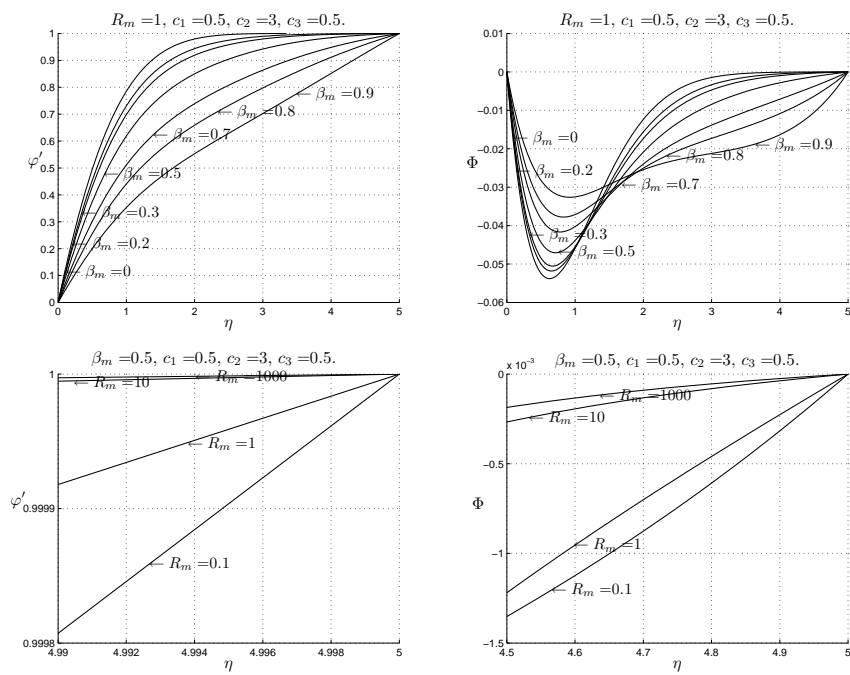 R_m =1, c_1 =0.5, c_2 =3, c_3 =0.5.
1
0.9
0.8
0.7
0.6
0.5
0.4
0.3
0.2
0.1
0
φ′
← β_m =0.9
← β_m =0.8
← β_m =0.7
← β_m =0.5
← β_m =0.3
← β_m =0.2
← β_m =0
0 1 2 3 4 5
η
R_m =1, c_1 =0.5, c_2 =3, c_3 =0.5.
0.01
0
−0.01
−0.02
−0.03
−0.04
−0.05
−0.06
Φ
← β_m =0
← β_m =0.9
← β_m =0.8
← β_m =0.2
← β_m =0.7
← β_m =0.3
← β_m =0.5
0 1 2 3 4 5
η
β_m =0.5, c_1 =0.5, c_2 =3, c_3 =0.5.
1
0.9999
0.9998
φ′
← R_m =1000
← R_m =10
← R_m =1
← R_m =0.1
4.99 4.992 4.994 4.996 4.998 5
η
β_m =0.5, c_1 =0.5, c_2 =3, c_3 =0.5.
x 10^−3
0
−0.5
−1
−1.5
Φ
← R_m =1000
← R_m =10
← R_m =1
← R_m =0.1
4.5 4.6 4.7 4.8 4.9 5
η